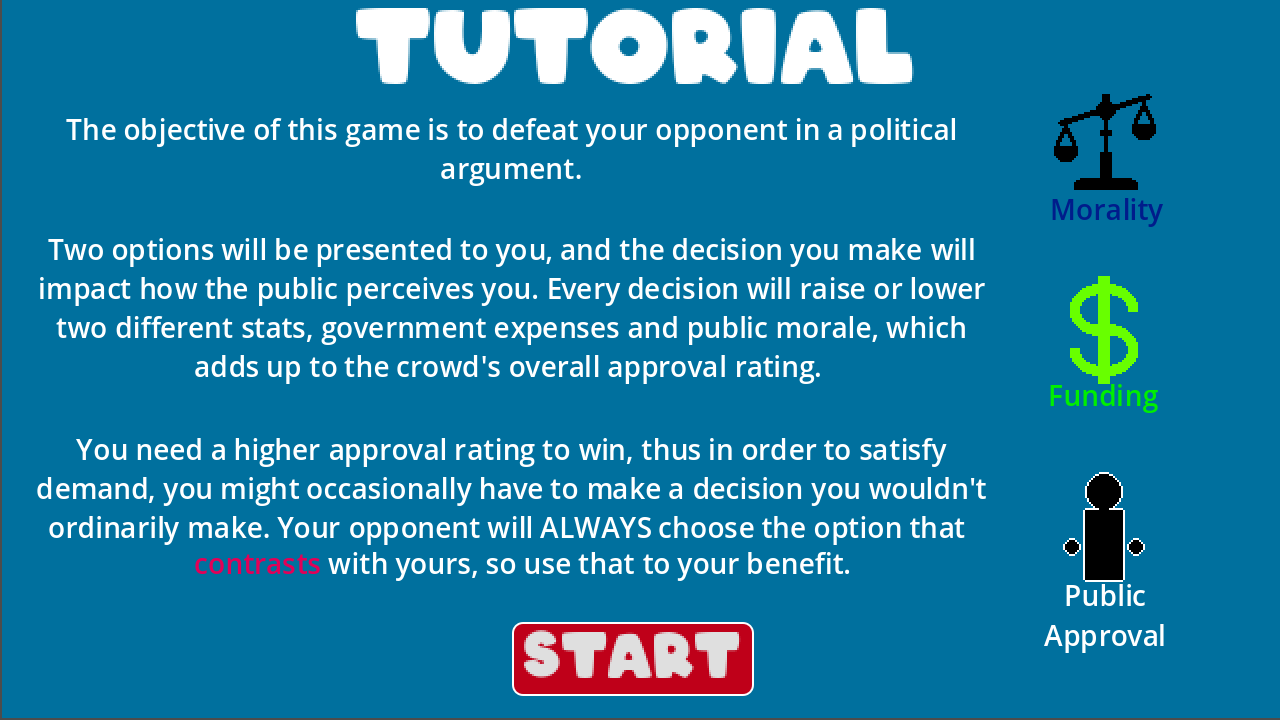 TUTORIAL
The objective of this game is to defeat your opponent in a political
argument.
Two options will be presented to you, and the decision you make will
impact how the public perceives you. Every decision will raise or lower
two different stats, government expenses and public morale, which
adds up to the crowd's overall approval rating.
You need a higher approval rating to win, thus in order to satisfy
demand, you might occasionally have to make a decision you wouldn't
ordinarily make. Your opponent will ALWAYS choose the option that
contrasts with yours, so use that to your benefit.
START
Morality
$
Funding
Public
Approval